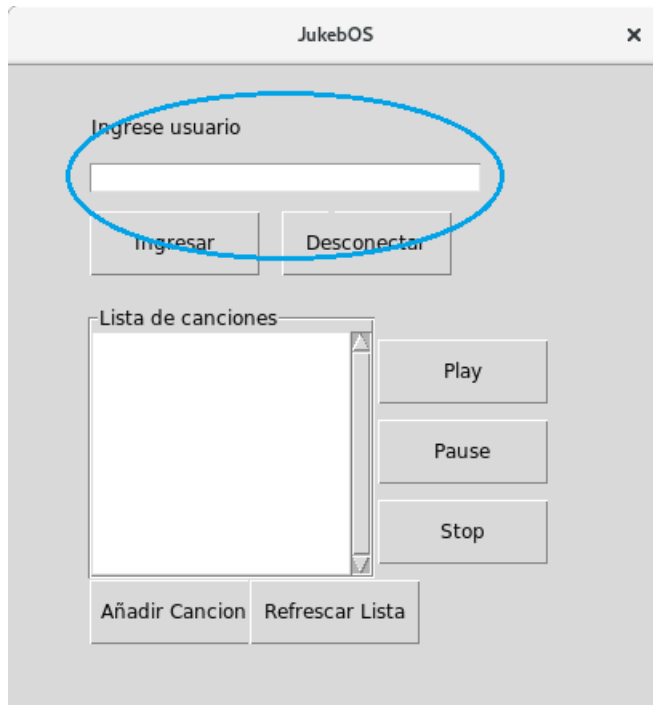 JukebOS
Ingrese usuario
Ingresar
Desconectar
Lista de canciones
Play
Pause
Stop
Añadir Cancion
Refrescar Lista